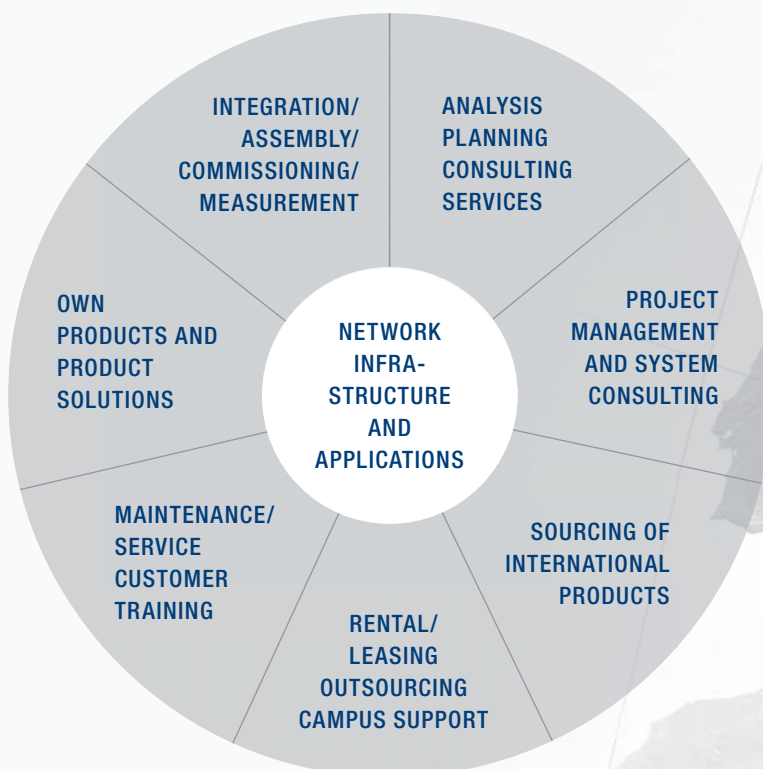 INTEGRATION/
ASSEMBLY/
COMMISSIONING/
MEASUREMENT
ANALYSIS
PLANNING
CONSULTING
SERVICES
OWN
PRODUCTS AND
PRODUCT
SOLUTIONS
NETWORK
INFRA-
STRUCTURE
AND
APPLICATIONS
PROJECT
MANAGEMENT
AND SYSTEM
CONSULTING
MAINTENANCE/
SERVICE
CUSTOMER
TRAINING
RENTAL/
LEASING
OUTSOURCING
CAMPUS SUPPORT
SOURCING OF
INTERNATIONAL
PRODUCTS